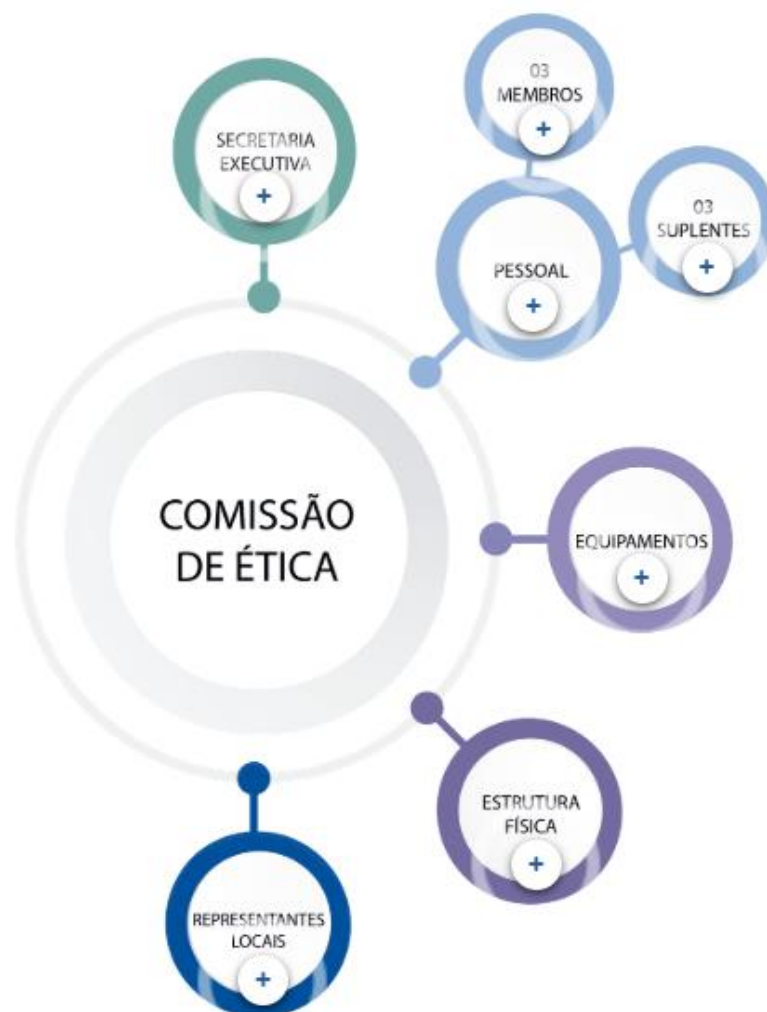 03
MEMBROS
+
SECRETARIA
EXECUTIVA
+
03
SUPLENTES
+
PESSOAL
+
COMISSÃO
DE ÉTICA
EQUIPAMENTOS
+
ESTRUTURA
FÍSICA
+
REPRESENTANTES
LOCAIS
+